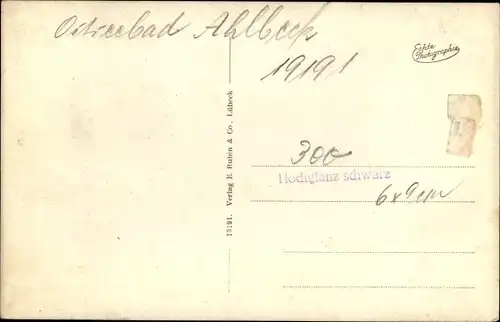 Ostseebad Ahlbeck
19191
Echte
Photographie
300
Hochglanz schwarz
6x9cm
19191. Verlag E. Rubin & Co., Lübeck.